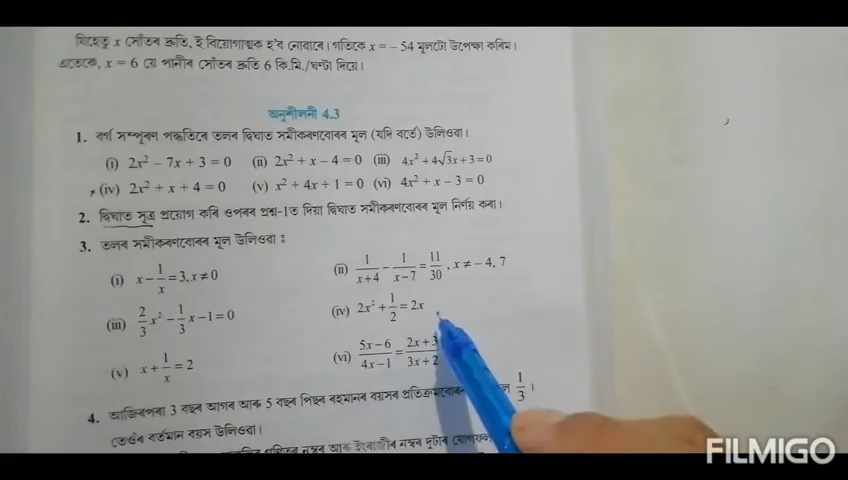 যিহেতু x সোঁতৰ দ্ৰুতি, ই বিয়োগাত্মক হ'ব নোৱাৰে। গতিকে x = – 54 মূলটো উপেক্ষা কৰিম।
এতেকে, x = 6 য়ে পানীৰ সোঁতৰ দ্ৰুতি 6 কি.মি./ঘণ্টা দিয়ে।
অনুশীলনী 4.3
1. বৰ্গ সম্পূৰণ পদ্ধতিৰে তলৰ দ্বিঘাত সমীকৰণবোৰৰ মূল (যদি বৰ্তে) উলিওৱা।
(i) 2x² – 7x + 3 = 0 (ii) 2x² + x – 4 = 0 (iii) 4x² + 4√3x + 3 = 0
(iv) 2x² + x + 4 = 0 (v) x² + 4x + 1 = 0 (vi) 4x² + x – 3 = 0
2. দ্বিঘাত সূত্ৰ প্ৰয়োগ কৰি ওপৰৰ প্ৰশ্ন-1ত দিয়া দ্বিঘাত সমীকৰণবোৰৰ মূল নিৰ্ণয় কৰা।
3. তলৰ সমীকৰণবোৰৰ মূল উলিওৱা :
(i) x – 1/x = 3, x ≠ 0 (ii) 1/(x+4) – 1/(x–7) = 11/30, x ≠ – 4, 7
(iii) 2/3 x² – 1/3 x – 1 = 0 (iv) 2x² + 1/2 = 2x
(v) x + 1/x = 2 (vi) (5x–6)/(4x–1) = (2x+3)/(3x+2)
4. আজিৰপৰা 3 বছৰ আগৰ আৰু 5 বছৰ পিছৰ ৰহমানৰ বয়সৰ 1/3 ।
তেওঁৰ বৰ্তমান বয়স উলিওৱা।
নম্বৰ আৰু ইংৰাজীৰ নম্বৰ দুটাৰ যোগফল
FILMIGO